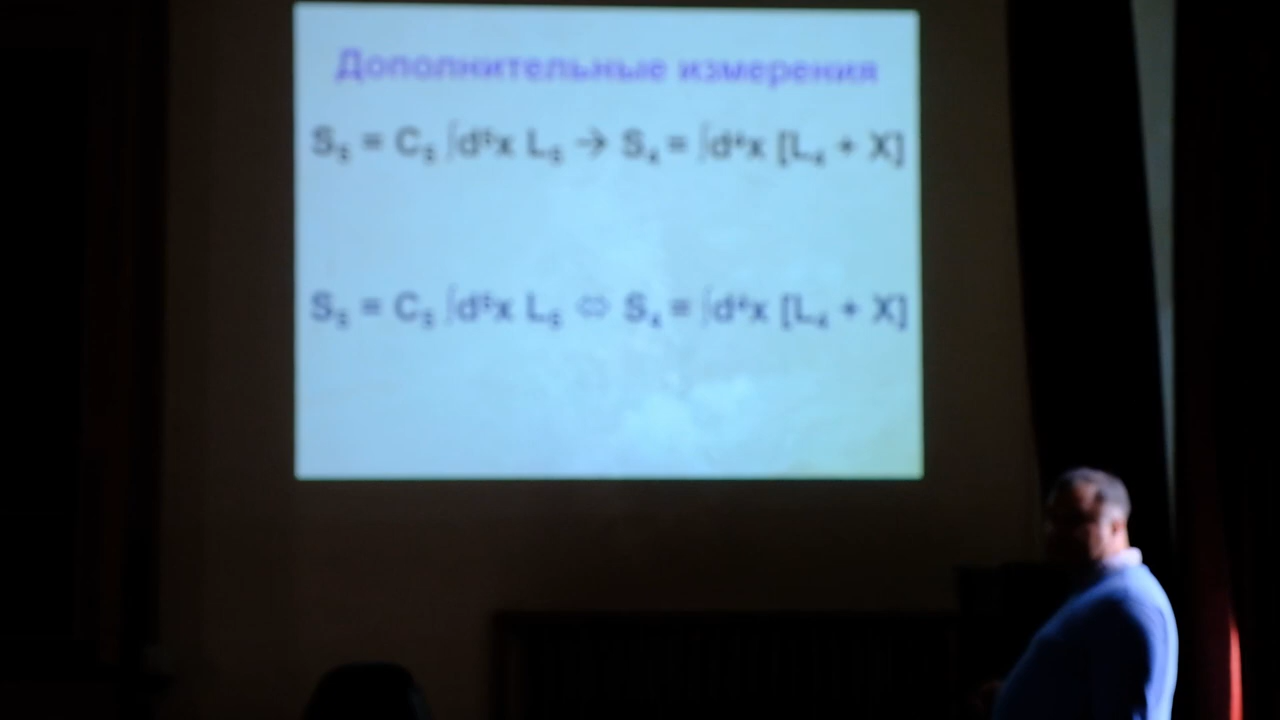 Дополнительные измерения
S₅ = C₅ ∫d⁵x L₅ → S₄ = ∫d⁴x [L₄ + X]
S₅ = C₅ ∫d⁵x L₅ ⇔ S₄ = ∫d⁴x [L₄ + X]